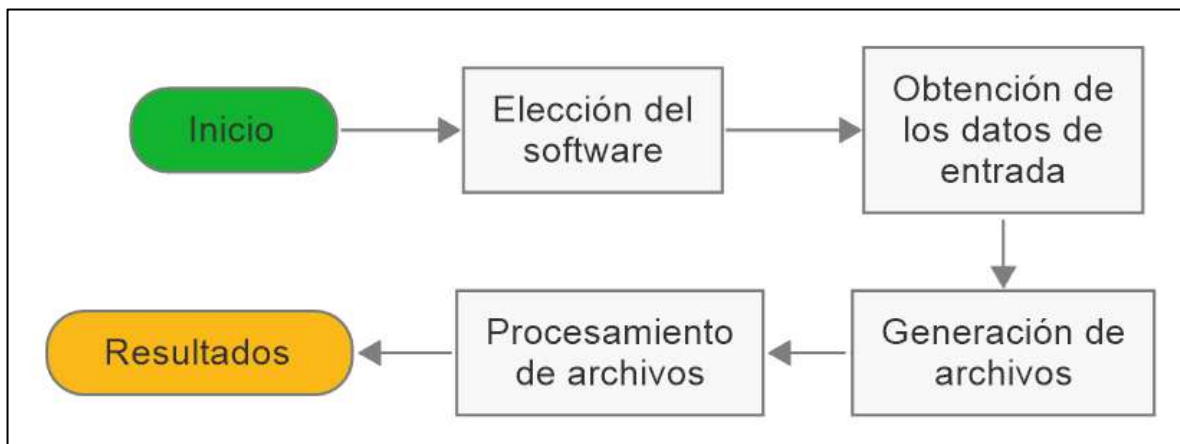 Inicio
Elección del
software
Obtención de
los datos de
entrada
Generación de
archivos
Procesamiento
de archivos
Resultados